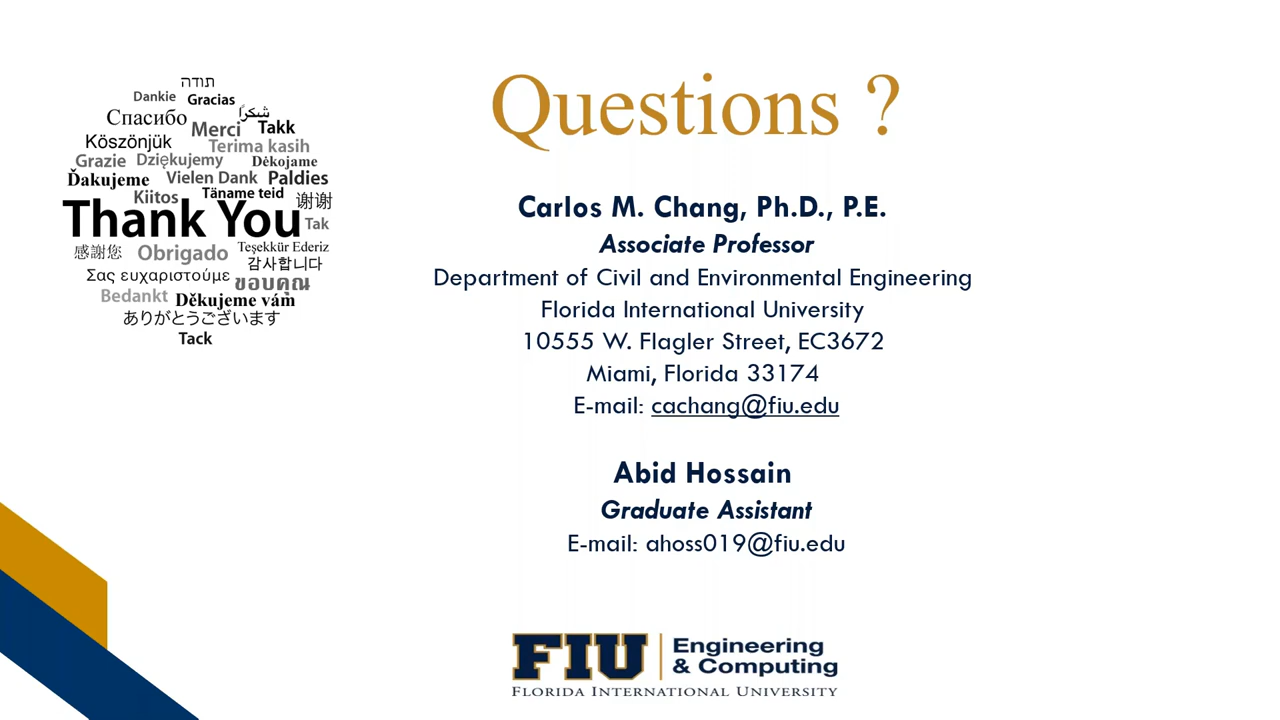 תודה
Dankie Gracias
Спасибо شكرًا
Merci Takk
Köszönjük Terima kasih
Grazie Dziękujemy Dėkojame
Ďakujeme Vielen Dank Paldies
Kiitos Täname teid 谢谢
Thank You Tak
感謝您 Obrigado Teşekkür Ederiz
감사합니다
Σας ευχαριστούμε ขอบคุณ
Bedankt Děkujeme vám
ありがとうございます
Tack
Questions ?
Carlos M. Chang, Ph.D., P.E.
Associate Professor
Department of Civil and Environmental Engineering
Florida International University
10555 W. Flagler Street, EC3672
Miami, Florida 33174
E-mail: cachang@fiu.edu
Abid Hossain
Graduate Assistant
E-mail: ahoss019@fiu.edu
FIU Engineering
& Computing
FLORIDA INTERNATIONAL UNIVERSITY